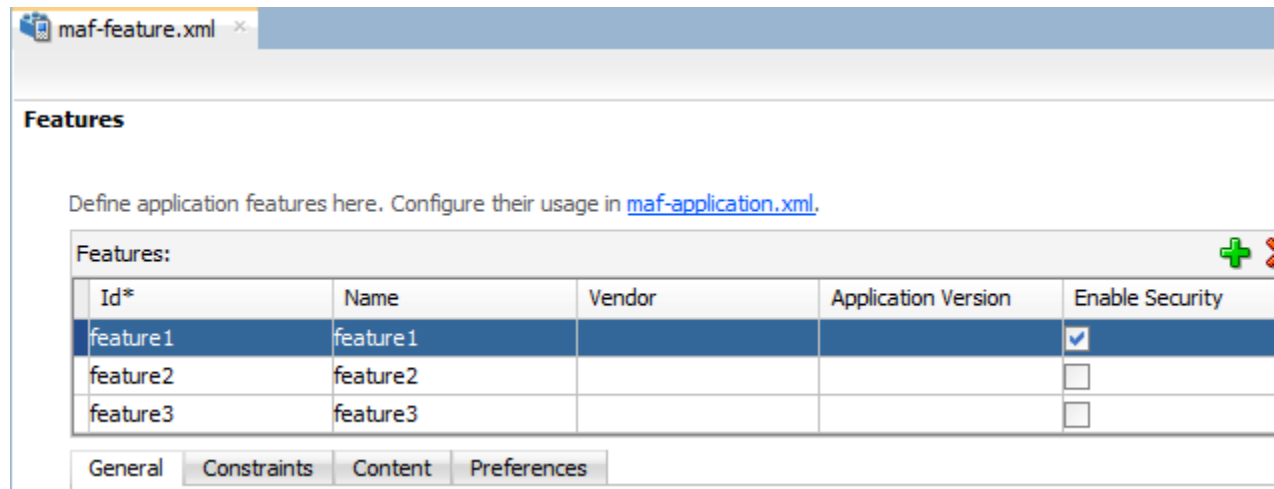 maf-feature.xml
Features
Define application features here. Configure their usage in maf-application.xml.
Features:
Id* Name Vendor Application Version Enable Security
feature1 feature1
feature2 feature2
feature3 feature3
General Constraints Content Preferences